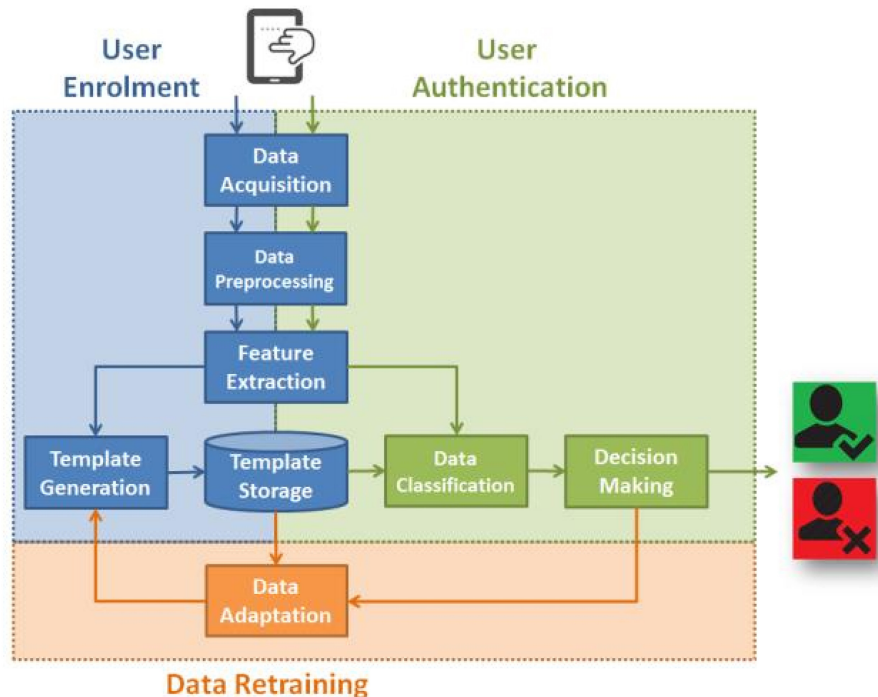 User
Enrolment
User
Authentication
Data
Acquisition
Data
Preprocessing
Feature
Extraction
Template
Generation
Template
Storage
Data
Classification
Decision
Making
Data
Adaptation
Data Retraining